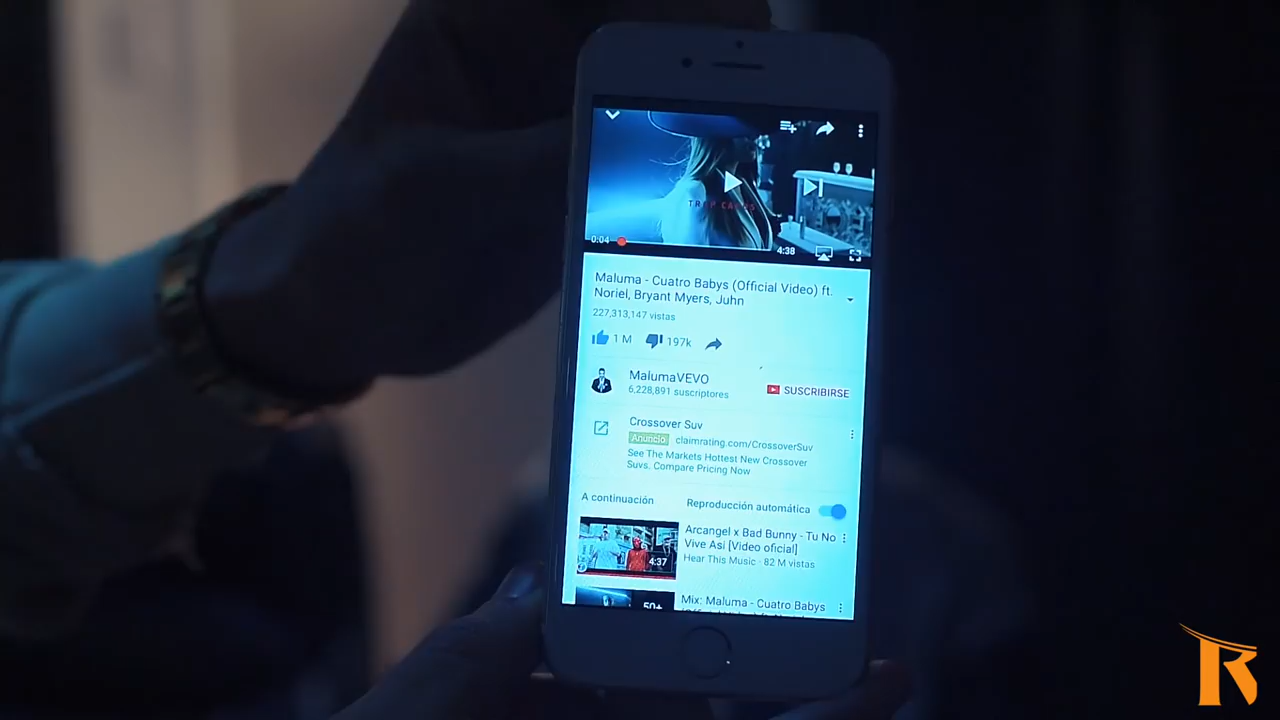 TRAP CAPOS
0:04
4:38
Maluma - Cuatro Babys (Official Video) ft.
Noriel, Bryant Myers, Juhn
227,313,147 vistas
1 M
197k
MalumaVEVO
6,228,891 suscriptores
SUSCRIBIRSE
Crossover Suv
Anuncio claimrating.com/CrossoverSuv
See The Markets Hottest New Crossover
Suvs. Compare Pricing Now
A continuación
Reproducción automática
Arcangel x Bad Bunny - Tu No
Vive Asi [Video oficial]
Hear This Music · 82 M vistas
4:37
Mix: Maluma - Cuatro Babys
50+
R